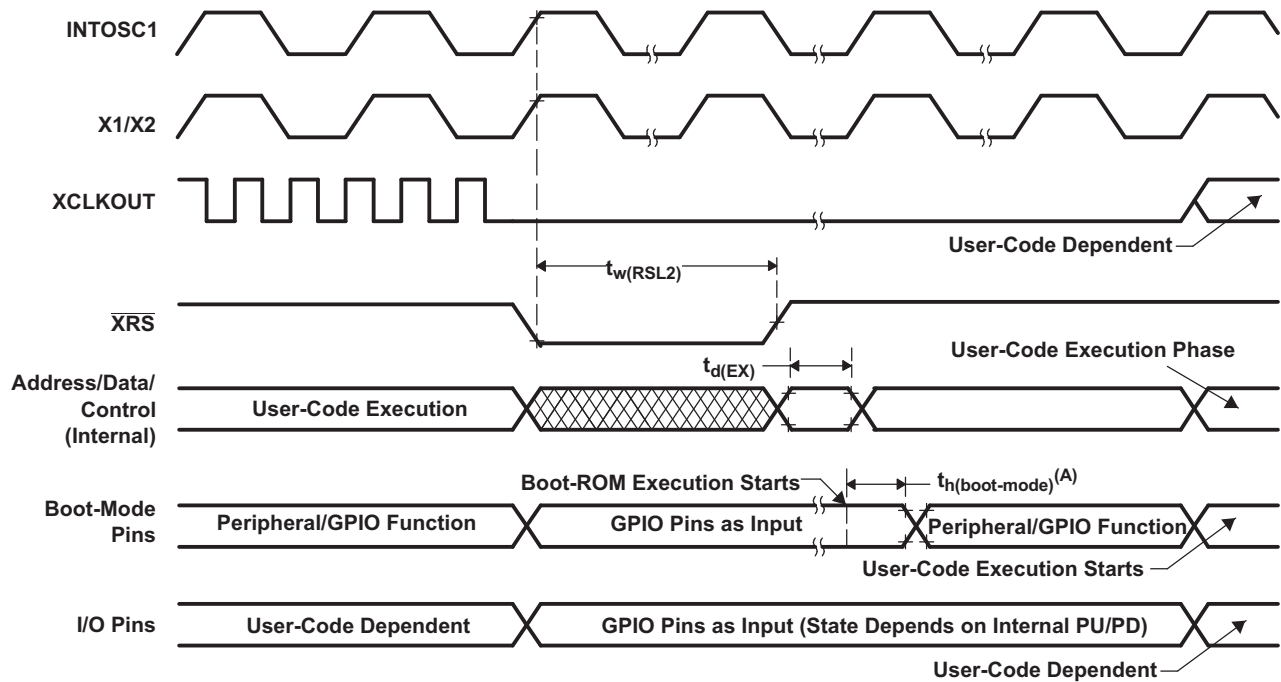 INTOSC1
X1/X2
XCLKOUT
User-Code Dependent
tw(RSL2)
XRS
User-Code Execution Phase
td(EX)
Address/Data/
Control
(Internal)
User-Code Execution
Boot-ROM Execution Starts
th(boot-mode)(A)
Boot-Mode
Pins
Peripheral/GPIO Function
GPIO Pins as Input
Peripheral/GPIO Function
User-Code Execution Starts
I/O Pins
User-Code Dependent
GPIO Pins as Input (State Depends on Internal PU/PD)
User-Code Dependent